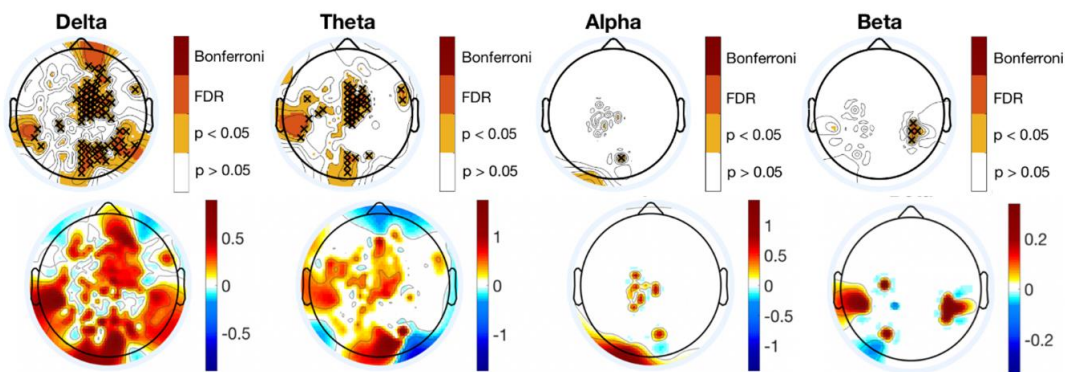 Delta
Theta
Alpha
Beta
Bonferroni
FDR
p < 0.05
p > 0.05
Bonferroni
FDR
p < 0.05
p > 0.05
Bonferroni
FDR
p < 0.05
p > 0.05
Bonferroni
FDR
p < 0.05
p > 0.05
0.5
0
-0.5
1
0
-1
1
0.5
0
-0.5
-1
0.2
0
-0.2